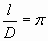 l/D = π